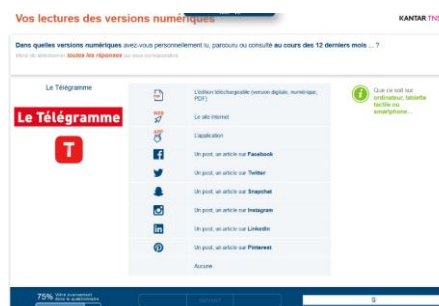 Vos lectures des versions numériques
KANTAR TNS
Dans quelles versions numériques avez-vous personnellement lu, parcouru ou consulté au cours des 12 derniers mois ... ?
Merci de sélectionner toutes les réponses qui vous correspondent
Le Télégramme
Le Télégramme
T
L'édition téléchargeable (version digitale, numérique, PDF)
Le site Internet
L'application
Un post, un article sur Facebook
Un post, un article sur Twitter
Un post, un article sur Snapchat
Un post, un article sur Instagram
Un post, un article sur LinkedIn
Un post, un article sur Pinterest
Aucune
Que ce soit sur
ordinateur, tablette
tactile ou
smartphone...
75%